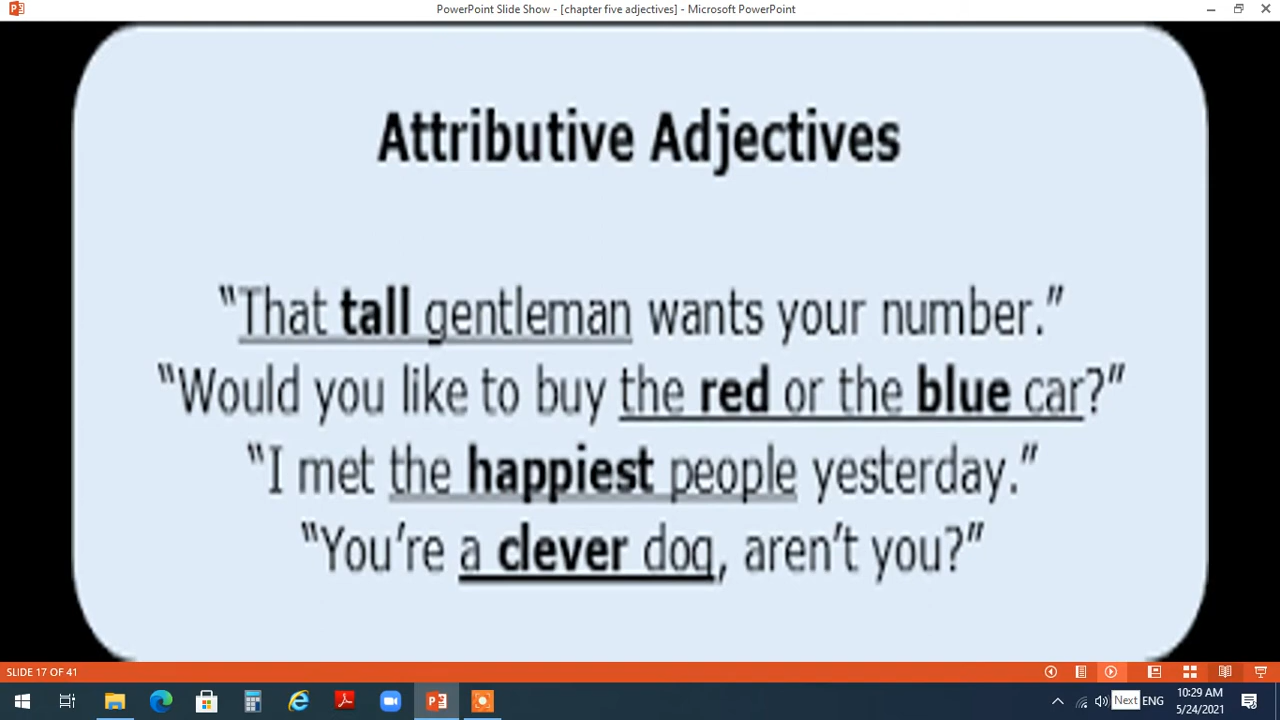 PowerPoint Slide Show - [chapter five adjectives] - Microsoft PowerPoint
Attributive Adjectives
“That tall gentleman wants your number.”
“Would you like to buy the red or the blue car?”
“I met the happiest people yesterday.”
“You’re a clever dog, aren’t you?”
SLIDE 17 OF 41
Next ENG
10:29 AM
5/24/2021